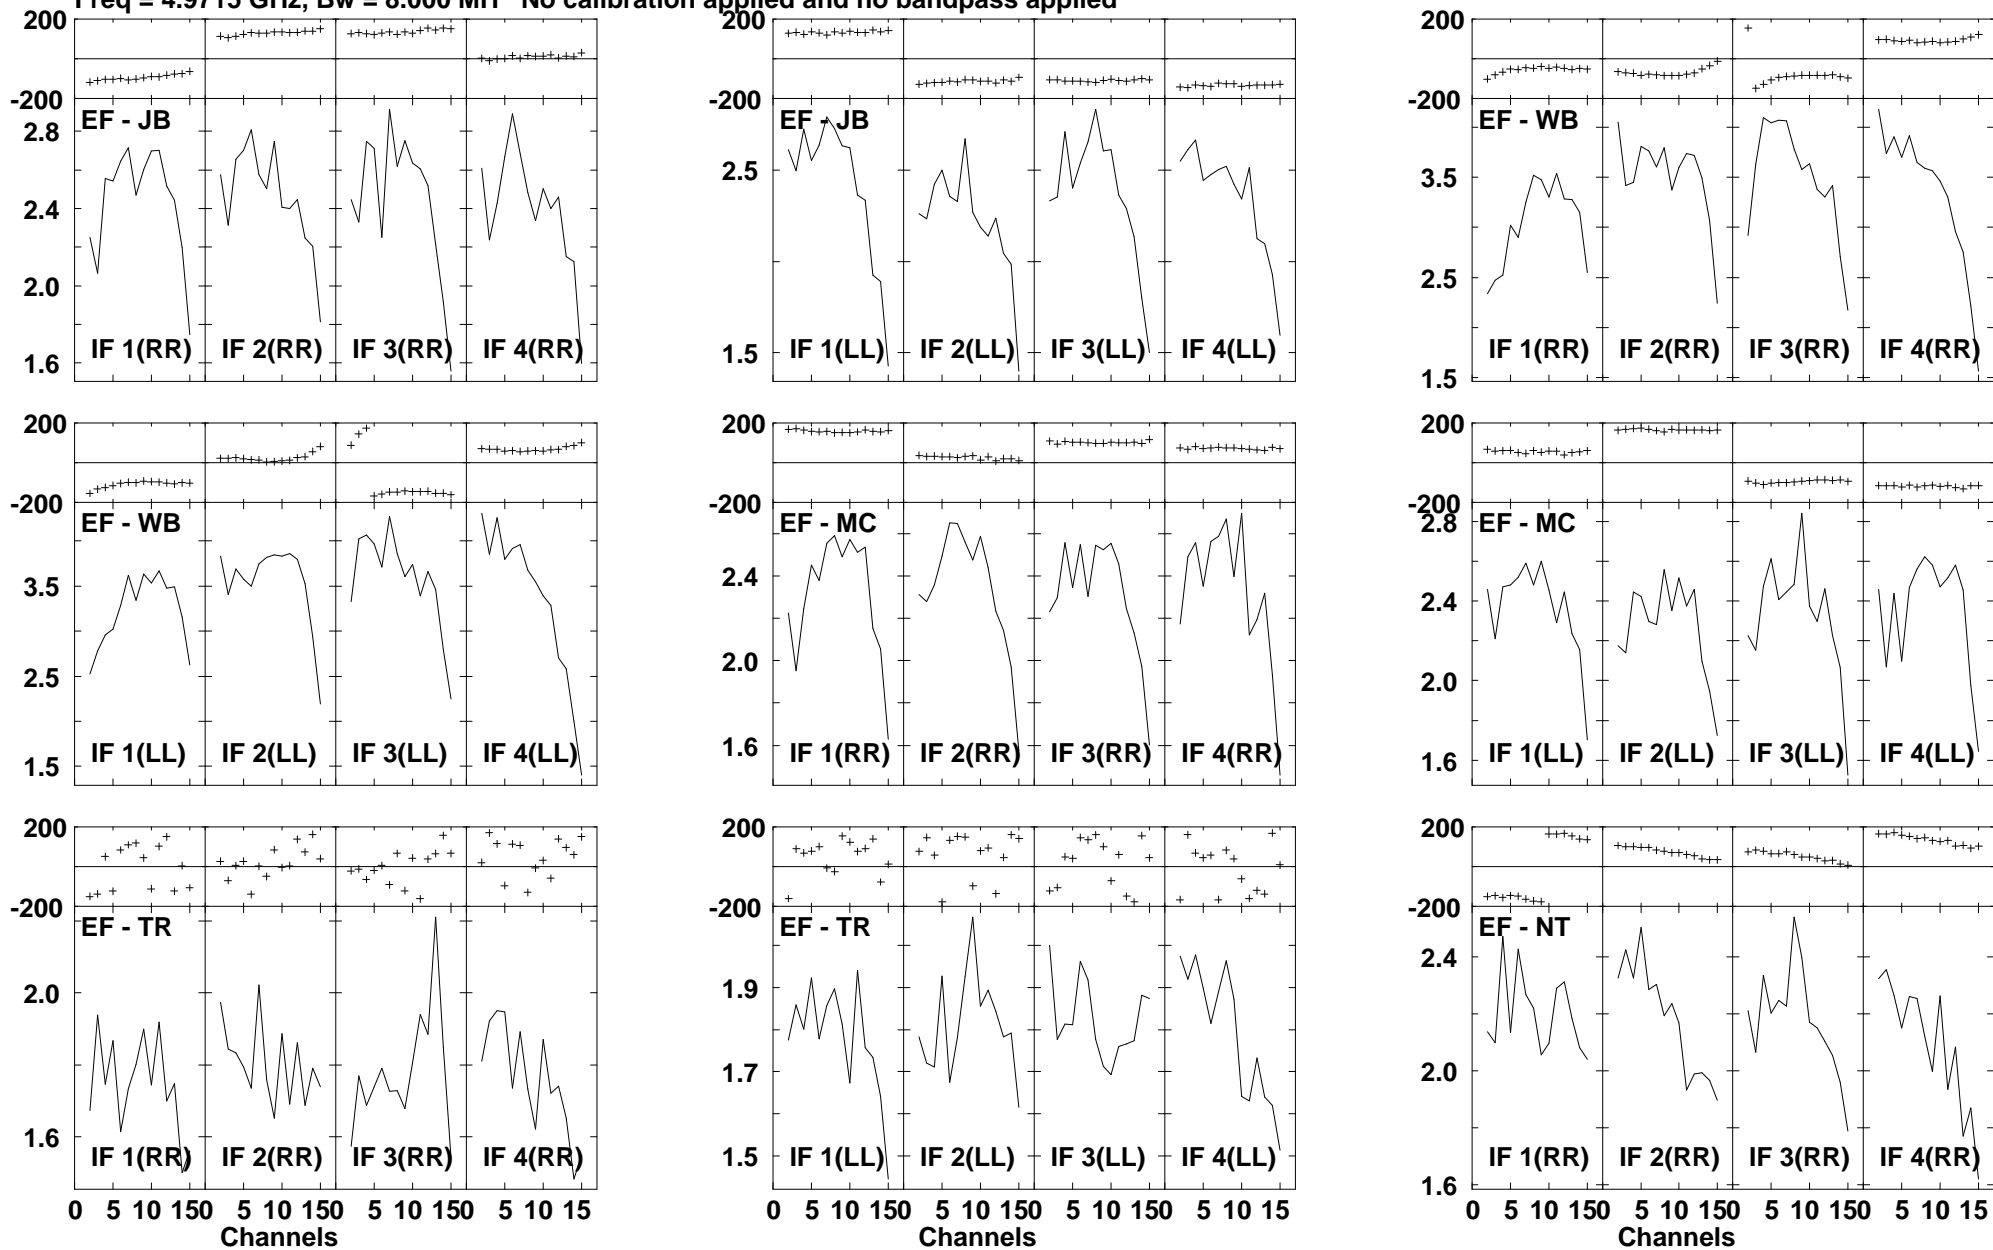 Freq = 4.9715 GHz, Bw = 8.000 MH No calibration applied and no bandpass applied
200 200 200
-200 -200 -200
EF - JB EF - JB EF - WB
2.8 2.5 3.5
2.4 1.5 2.5
2.0 1.5
1.6
IF 1(RR) IF 2(RR) IF 3(RR) IF 4(RR) IF 1(LL) IF 2(LL) IF 3(LL) IF 4(LL) IF 1(RR) IF 2(RR) IF 3(RR) IF 4(RR)
200 200 200
-200 -200 -200
EF - WB EF - MC EF - MC
3.5 2.4 2.8
2.5 2.0 2.4
1.5 1.6 2.0
1.6
IF 1(LL) IF 2(LL) IF 3(LL) IF 4(LL) IF 1(RR) IF 2(RR) IF 3(RR) IF 4(RR) IF 1(LL) IF 2(LL) IF 3(LL) IF 4(LL)
200 200 200
-200 -200 -200
EF - TR EF - TR EF - NT
2.0 1.9 2.4
1.6 1.7 2.0
1.5 1.6
IF 1(RR) IF 2(RR) IF 3(RR) IF 4(RR) IF 1(LL) IF 2(LL) IF 3(LL) IF 4(LL) IF 1(RR) IF 2(RR) IF 3(RR) IF 4(RR)
0 5 10 150 5 10 150 5 10 150 5 10 15 0 5 10 150 5 10 150 5 10 150 5 10 15 0 5 10 150 5 10 150 5 10 150 5 10 15
Channels Channels Channels